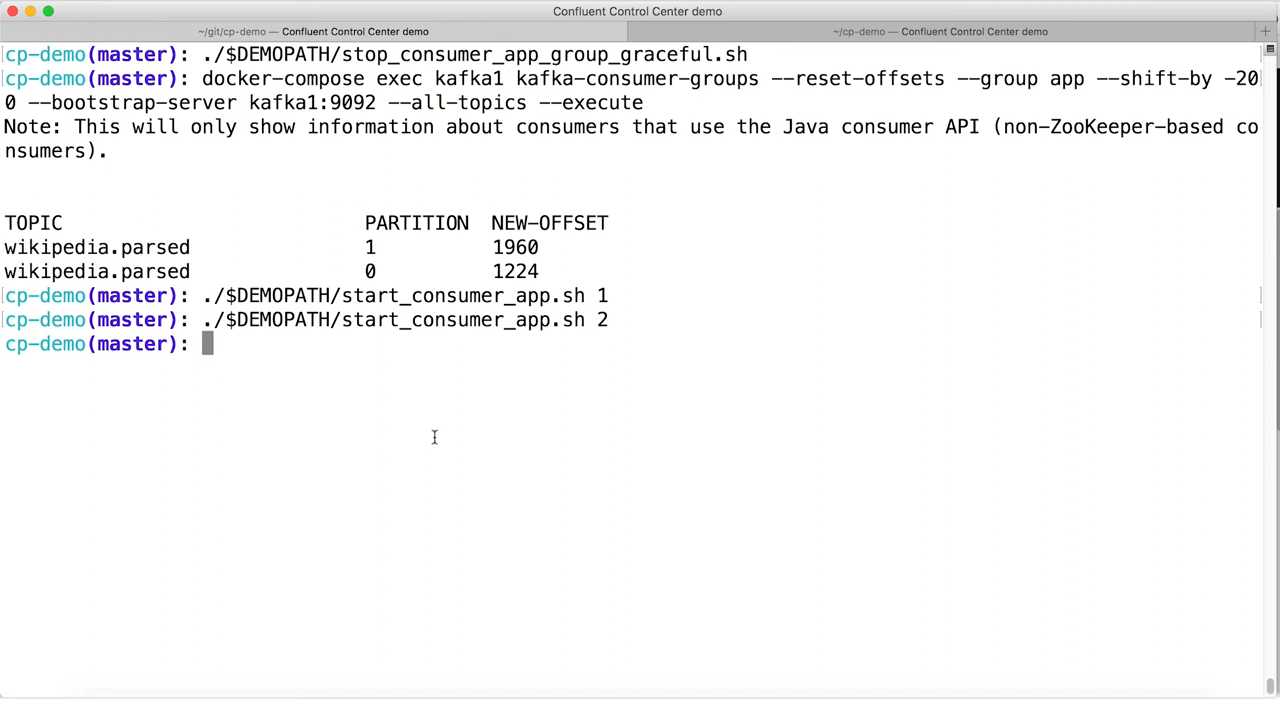 Confluent Control Center demo
~/git/cp-demo — Confluent Control Center demo
~/cp-demo — Confluent Control Center demo
cp-demo(master): ./$DEMOPATH/stop_consumer_app_group_graceful.sh
cp-demo(master): docker-compose exec kafka1 kafka-consumer-groups --reset-offsets --group app --shift-by -20
0 --bootstrap-server kafka1:9092 --all-topics --execute
Note: This will only show information about consumers that use the Java consumer API (non-ZooKeeper-based co
nsumers).
TOPIC PARTITION NEW-OFFSET
wikipedia.parsed 1 1960
wikipedia.parsed 0 1224
cp-demo(master): ./$DEMOPATH/start_consumer_app.sh 1
cp-demo(master): ./$DEMOPATH/start_consumer_app.sh 2
cp-demo(master):